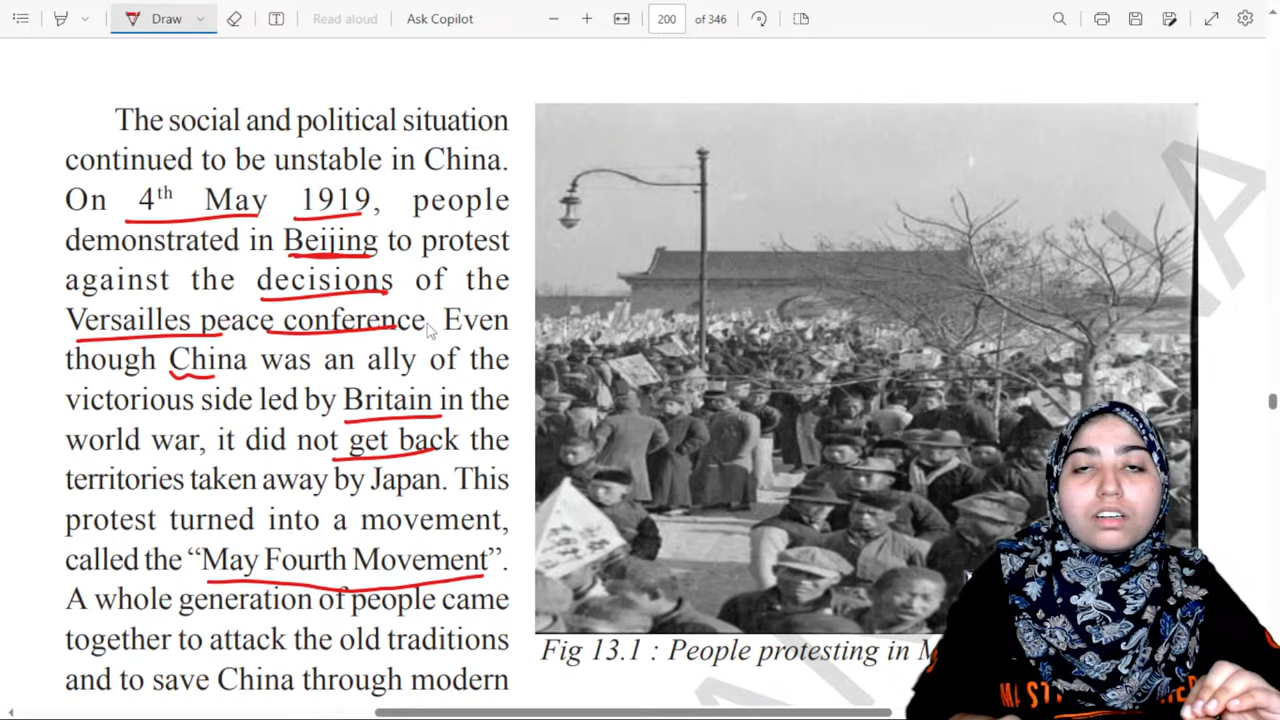 Draw
Read aloud
Ask Copilot
200 of 346
The social and political situation
continued to be unstable in China.
On 4th May 1919, people
demonstrated in Beijing to protest
against the decisions of the
Versailles peace conference. Even
though China was an ally of the
victorious side led by Britain in the
world war, it did not get back the
territories taken away by Japan. This
protest turned into a movement,
called the “May Fourth Movement”.
A whole generation of people came
together to attack the old traditions
and to save China through modern
Fig 13.1 : People protesting in